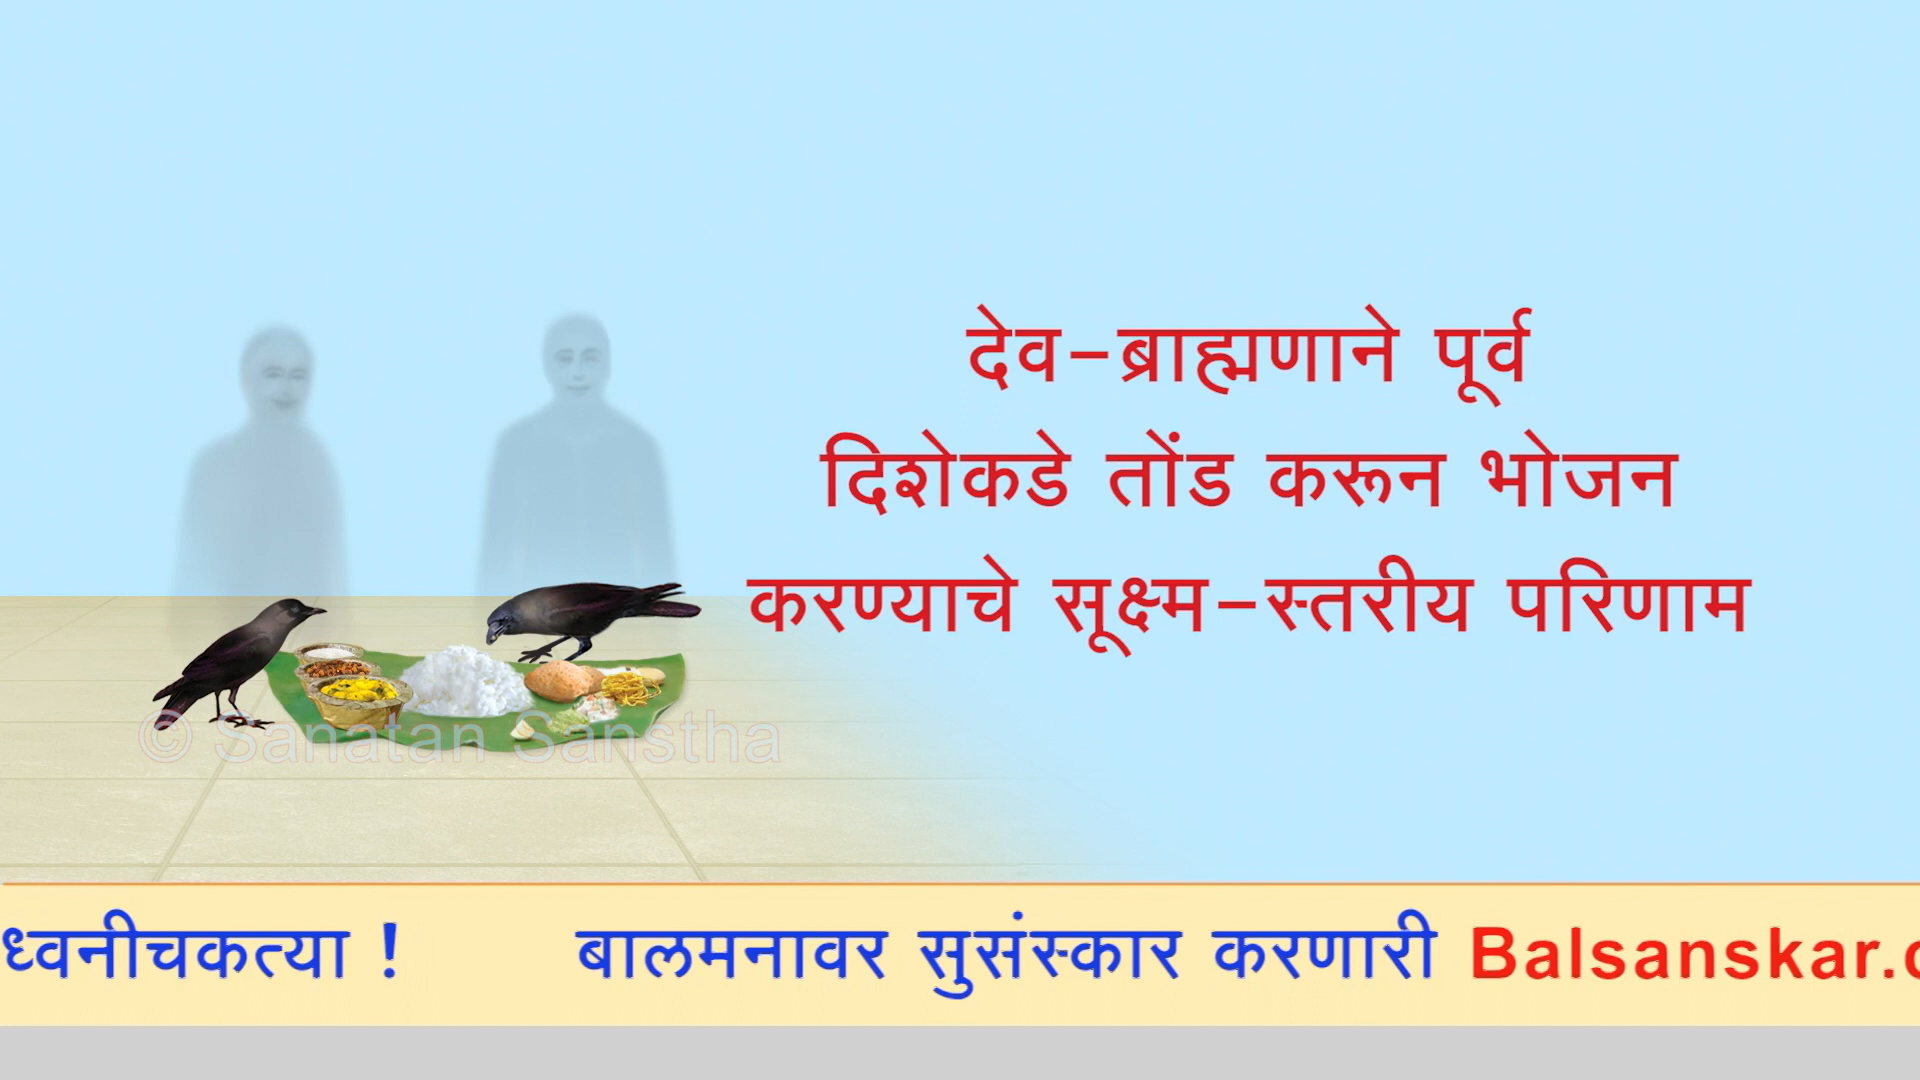 देव-ब्राह्मणाने पूर्व
दिशेकडे तोंड करून भोजन
करण्याचे सूक्ष्म-स्तरीय परिणाम
© Sanatan Sanstha
ध्वनीचकत्या ! बालमनावर सुसंस्कार करणारी Balsanskar.c